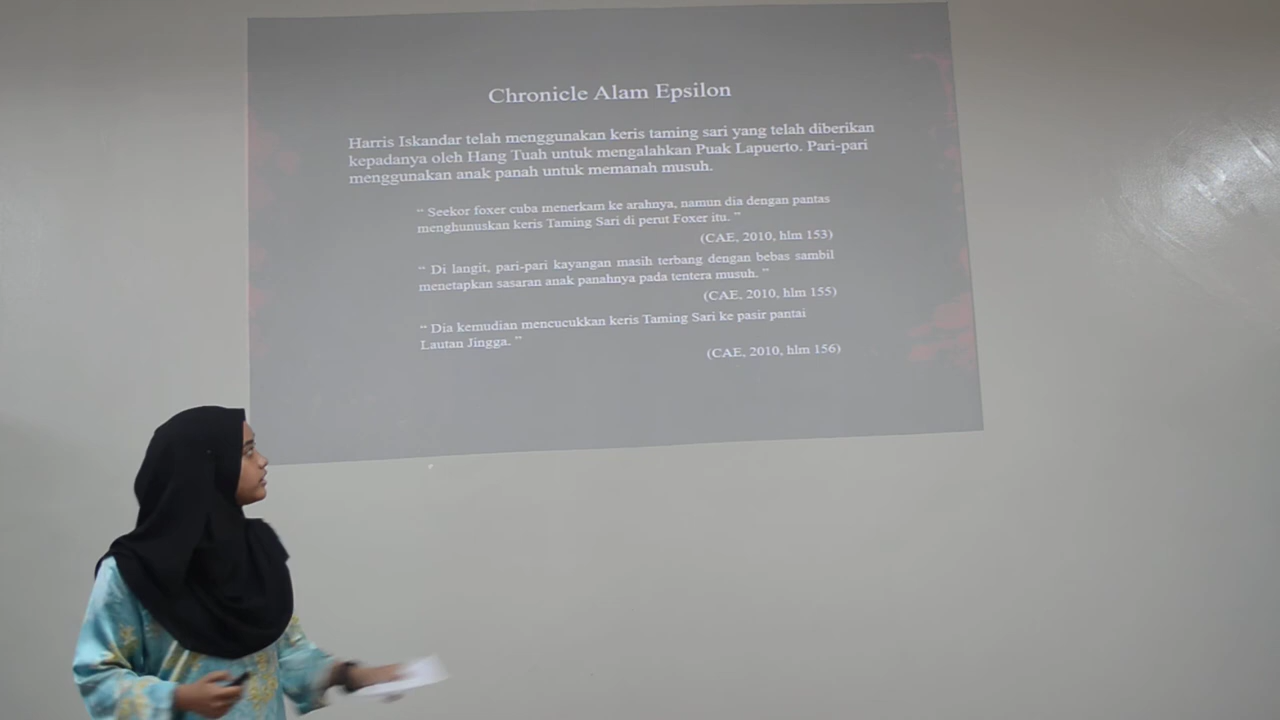 Chronicle Alam Epsilon
Harris Iskandar telah menggunakan keris taming sari yang telah diberikan
kepadanya oleh Hang Tuah untuk mengalahkan Puak Lapuerto. Pari-pari
menggunakan anak panah untuk memanah musuh.
“ Seekor foxer cuba menerkam ke arahnya, namun dia dengan pantas
menghunuskan keris Taming Sari di perut Foxer itu. ”
(CAE, 2010, hlm 153)
“ Di langit, pari-pari kayangan masih terbang dengan bebas sambil
menetapkan sasaran anak panahnya pada tentera musuh. ”
(CAE, 2010, hlm 155)
“ Dia kemudian mencucukkan keris Taming Sari ke pasir pantai
Lautan Jingga. ”
(CAE, 2010, hlm 156)